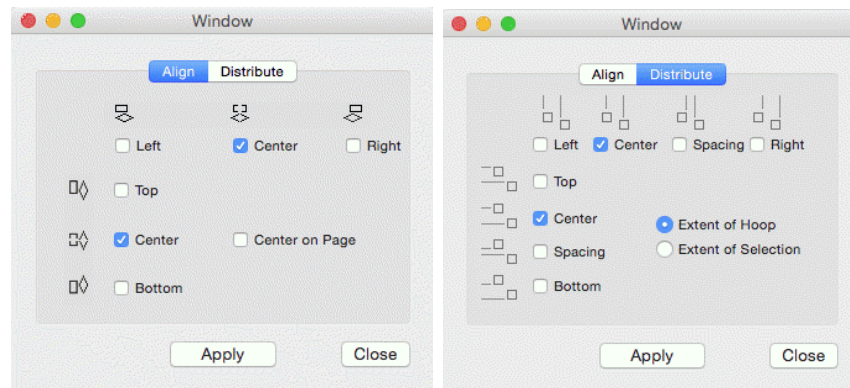 Window
Align Distribute
Left Center Right
Top
Center Center on Page
Bottom
Apply Close
Window
Align Distribute
Left Center Spacing Right
Top
Center Extent of Hoop
Spacing Extent of Selection
Bottom
Apply Close